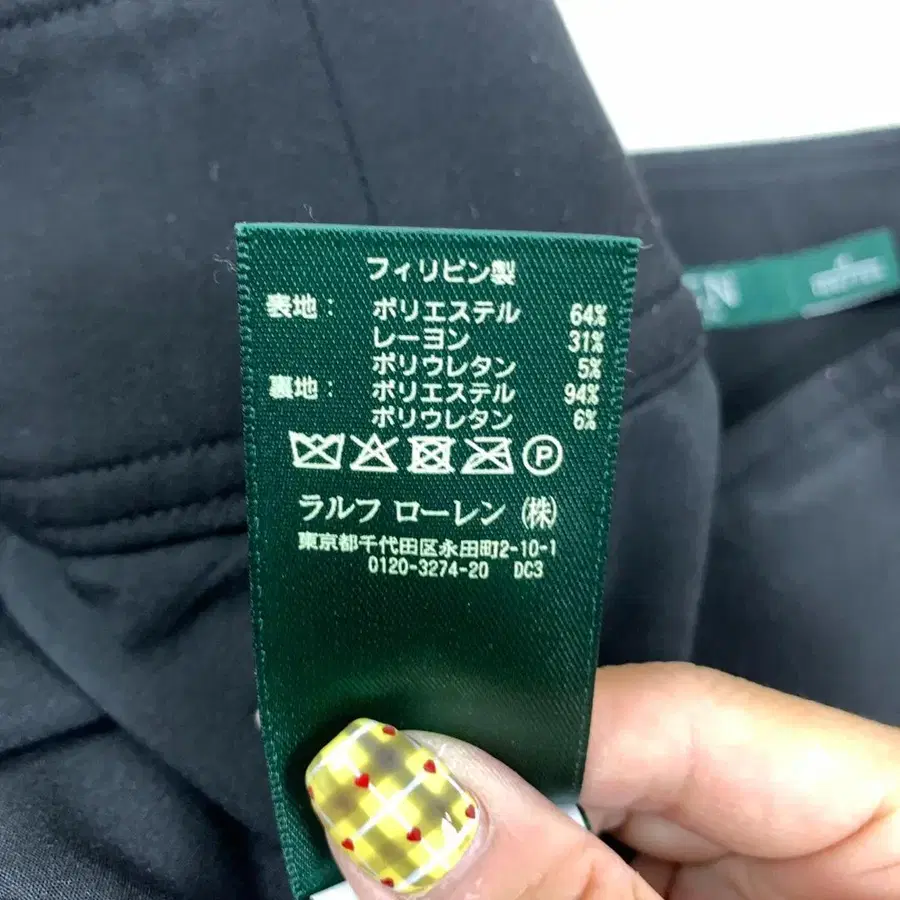 フィリピン製
表地： ポリエステル 64%
レーヨン 31%
ポリウレタン 5%
裏地： ポリエステル 94%
ポリウレタン 6%
P
ラルフ ローレン (株)
東京都千代田区永田町2-10-1
0120-3274-20 DC3
EN